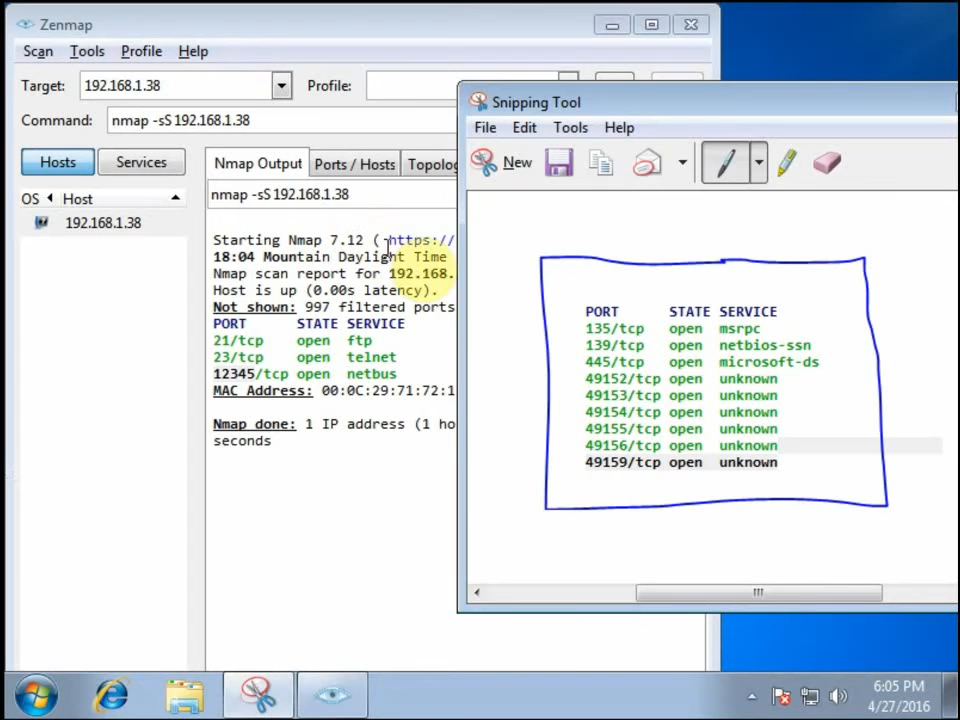 Zenmap
Scan Tools Profile Help
Target: 192.168.1.38 Profile:
Command: nmap -sS 192.168.1.38
Hosts Services
OS Host
192.168.1.38
Nmap Output Ports / Hosts Topolog
nmap -sS 192.168.1.38
Starting Nmap 7.12 ( https://
18:04 Mountain Daylight Time
Nmap scan report for 192.168.
Host is up (0.00s latency).
Not shown: 997 filtered ports
PORT STATE SERVICE
21/tcp open ftp
23/tcp open telnet
12345/tcp open netbus
MAC Address: 00:0C:29:71:72:1
Nmap done: 1 IP address (1 ho
seconds
Snipping Tool
File Edit Tools Help
New
PORT STATE SERVICE
135/tcp open msrpc
139/tcp open netbios-ssn
445/tcp open microsoft-ds
49152/tcp open unknown
49153/tcp open unknown
49154/tcp open unknown
49155/tcp open unknown
49156/tcp open unknown
49159/tcp open unknown
6:05 PM
4/27/2016